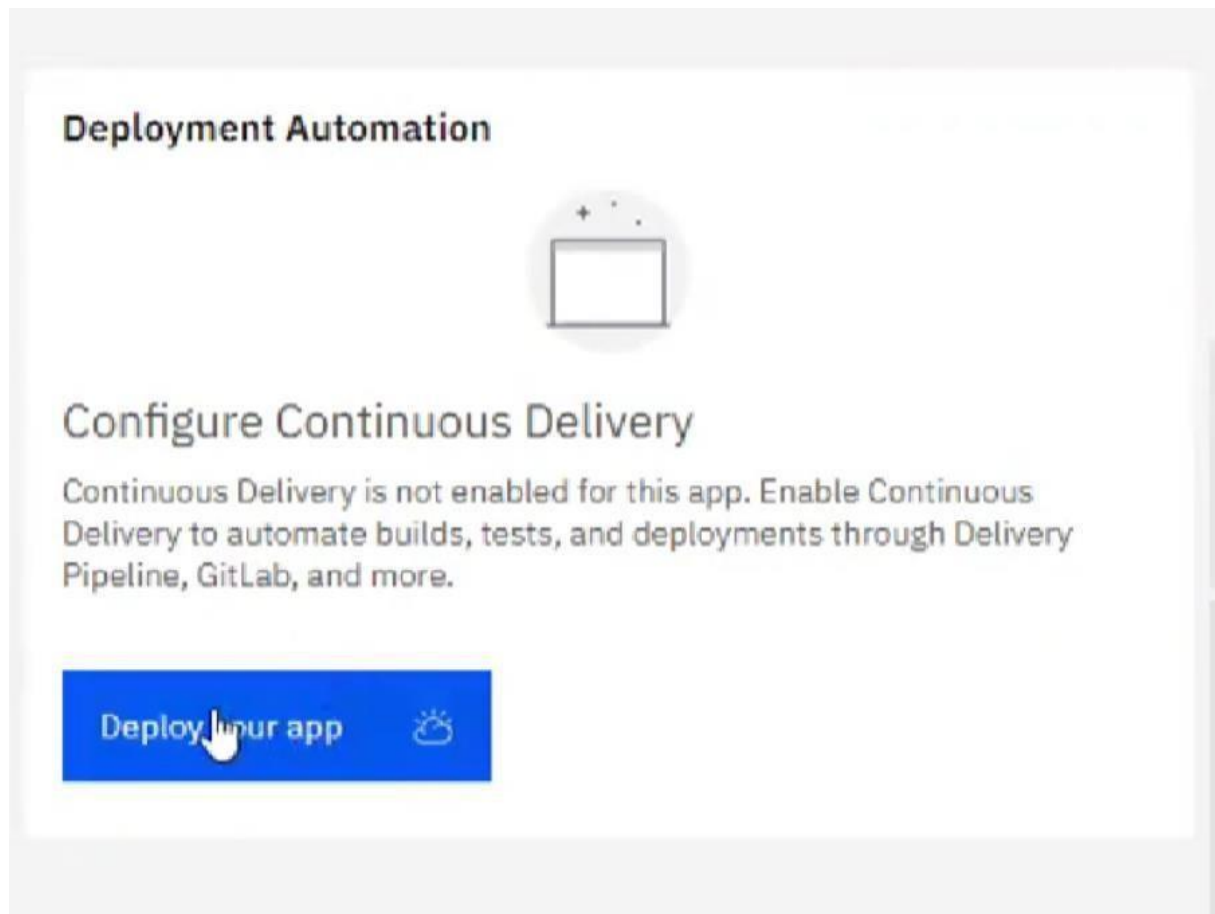 Deployment Automation
Configure Continuous Delivery
Continuous Delivery is not enabled for this app. Enable Continuous
Delivery to automate builds, tests, and deployments through Delivery
Pipeline, GitLab, and more.
Deploy your app